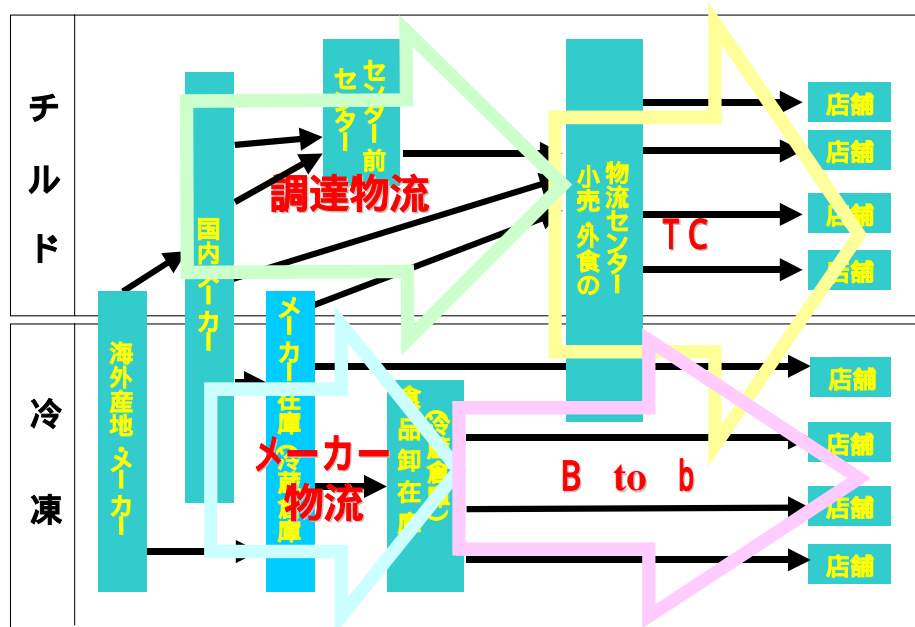 チルド
冷凍
海外産地・メーカー
国内メーカー
センター前
センター
調達物流
メーカー在庫(冷蔵倉庫)
メーカー
物流
食品卸在庫
(冷蔵倉庫)
小売・外食の
物流センター
TC
B to b
店舗
店舗
店舗
店舗
店舗
店舗
店舗
店舗